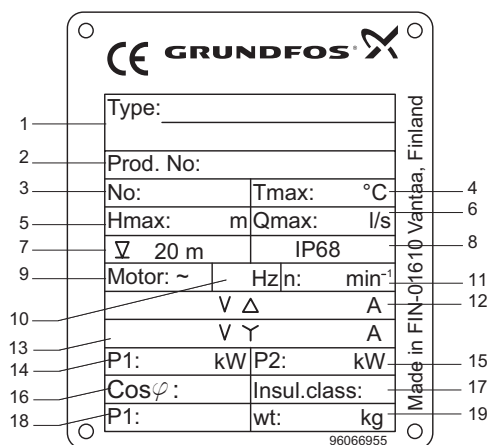 CE GRUNDFOS
1 Type:
2 Prod. No:
3 No: Tmax: °C 4
5 Hmax: m Qmax: l/s 6
7 ∇ 20 m IP68 8
9 Motor: ~ Hz n: min⁻¹ 11
10 V △ A 12
13 V Y A
14 P1: kW P2: kW 15
16 Cosφ: Insul.class: 17
18 P1: wt: kg 19
96066955
Made in FIN-01610 Vantaa, Finland